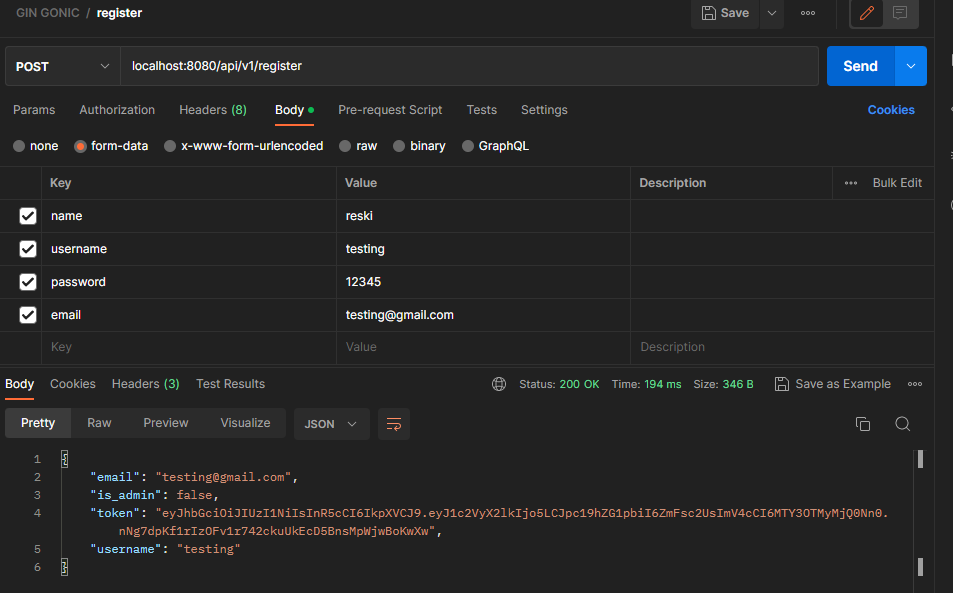 GIN GONIC / register
Save
POST localhost:8080/api/v1/register Send
Params Authorization Headers (8) Body Pre-request Script Tests Settings Cookies
none form-data x-www-form-urlencoded raw binary GraphQL
Key Value Description Bulk Edit
name reski
username testing
password 12345
email testing@gmail.com
Key Value Description
Body Cookies Headers (3) Test Results Status: 200 OK Time: 194 ms Size: 346 B Save as Example
Pretty Raw Preview Visualize JSON
1 {
2 "email": "testing@gmail.com",
3 "is_admin": false,
4 "token": "eyJhbGciOiJIUzI1NiIsInR5cCI6IkpXVCJ9.eyJ1c2VyX2lkIjo5LCJpc19hZG1pbiI6ZmFsc2UsImV4cCI6MTY3OTMyMjQ0Nn0.
nNg7dpKf1rIzOFv1r742ckuUkEcD5BnsMpWjwBoKwXw",
5 "username": "testing"
6 }